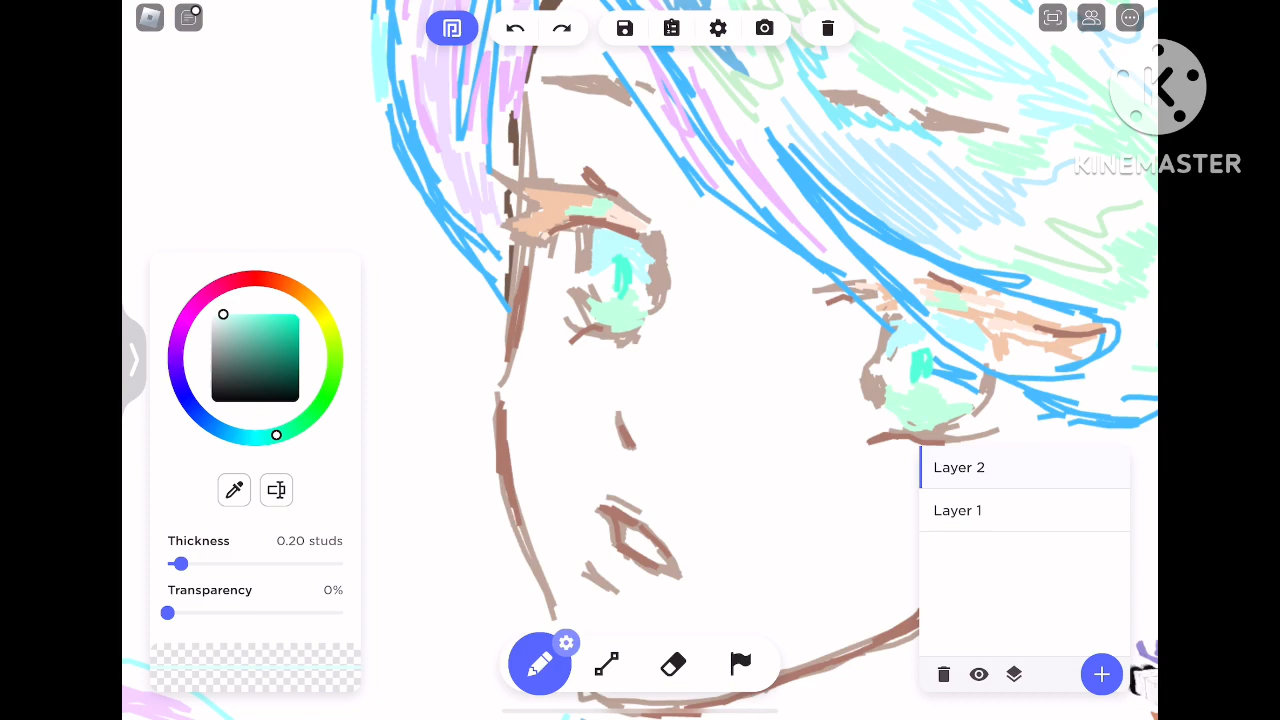 KINEMASTER
Thickness 0.20 studs
Transparency 0%
Layer 2
Layer 1